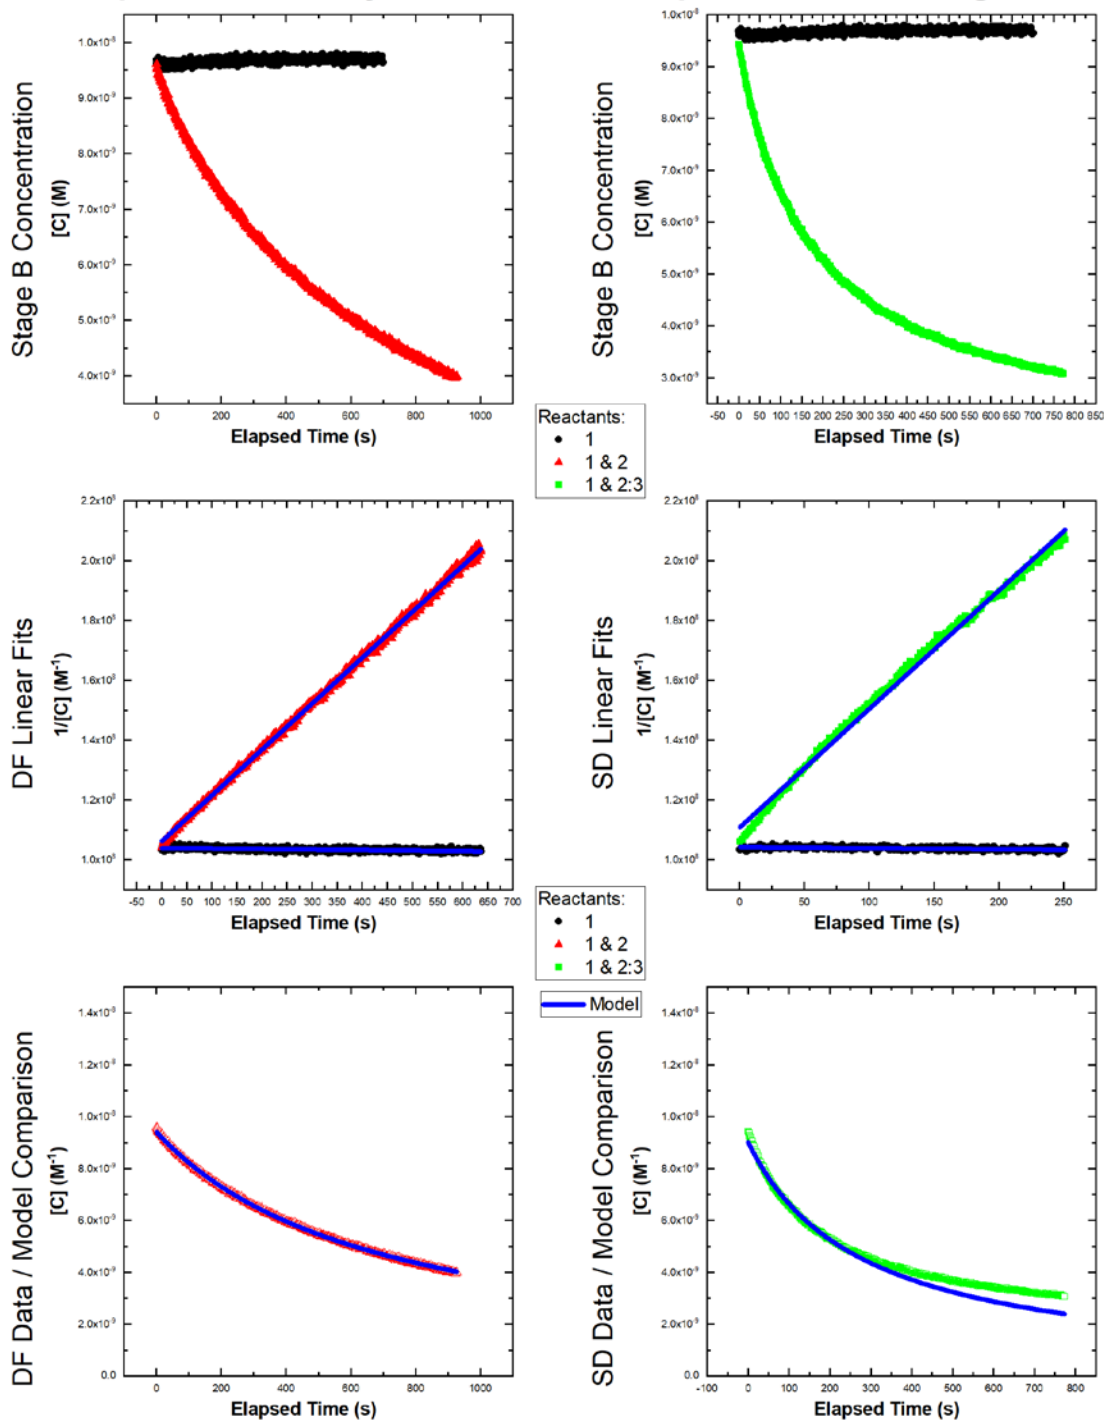 Stage B Concentration
[C] (M)
1.0x10⁻⁸
9.0x10⁻⁹
8.0x10⁻⁹
7.0x10⁻⁹
6.0x10⁻⁹
5.0x10⁻⁹
4.0x10⁻⁹
0 200 400 600 800 1000
Elapsed Time (s)
Stage B Concentration
[C] (M)
1.0x10⁻⁸
9.0x10⁻⁹
8.0x10⁻⁹
7.0x10⁻⁹
6.0x10⁻⁹
5.0x10⁻⁹
4.0x10⁻⁹
3.0x10⁻⁹
-50 0 50 100 150 200 250 300 350 400 450 500 550 600 650 700 750 800 850
Elapsed Time (s)
Reactants:
1
1 & 2
1 & 2:3
DF Linear Fits
1/[C] (M⁻¹)
2.2x10⁸
2.0x10⁸
1.8x10⁸
1.6x10⁸
1.4x10⁸
1.2x10⁸
1.0x10⁸
-50 0 50 100 150 200 250 300 350 400 450 500 550 600 650 700
Elapsed Time (s)
SD Linear Fits
1/[C] (M⁻¹)
2.2x10⁸
2.0x10⁸
1.8x10⁸
1.6x10⁸
1.4x10⁸
1.2x10⁸
1.0x10⁸
0 50 100 150 200 250
Elapsed Time (s)
Reactants:
1
1 & 2
1 & 2:3
Model
DF Data / Model Comparison
[C] (M⁻¹)
1.4x10⁻⁸
1.2x10⁻⁸
1.0x10⁻⁸
8.0x10⁻⁹
6.0x10⁻⁹
4.0x10⁻⁹
2.0x10⁻⁹
0.0
0 200 400 600 800 1000
Elapsed Time (s)
SD Data / Model Comparison
[C] (M⁻¹)
1.4x10⁻⁸
1.2x10⁻⁸
1.0x10⁻⁸
8.0x10⁻⁹
6.0x10⁻⁹
4.0x10⁻⁹
2.0x10⁻⁹
0.0
-100 0 100 200 300 400 500 600 700 800
Elapsed Time (s)